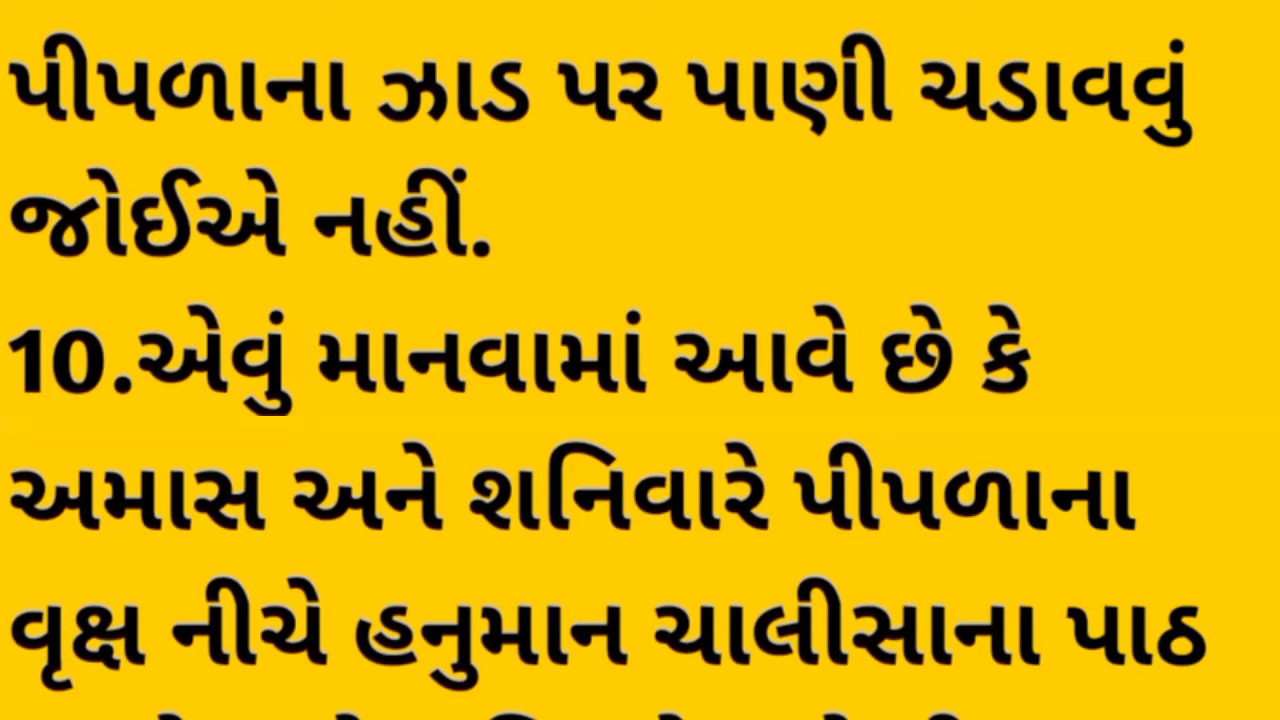 પીપળાના ઝાડ પર પાણી ચડાવવું
જોઈએ નહીં.
10.એવું માનવામાં આવે છે કે
અમાસ અને શનિવારે પીપળાના
વૃક્ષ નીચે હનુમાન ચાલીસાના પાઠ